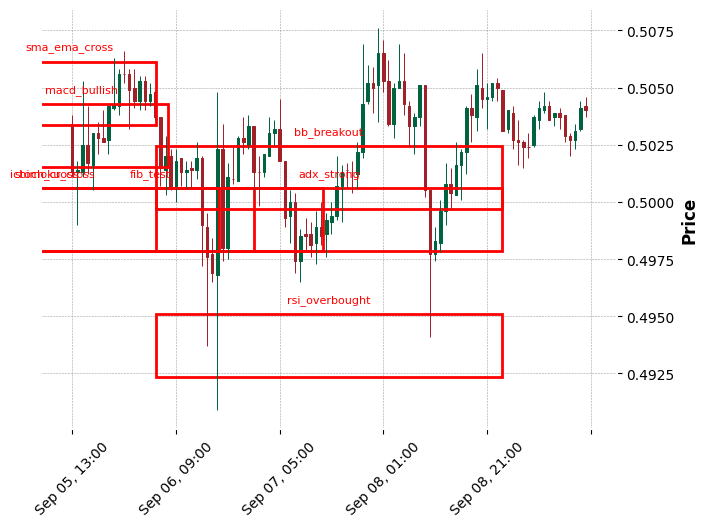 sma_ema_cross
macd_bullish
bb_breakout
fib_test
adx_strong
rsi_overbought
0.5075
0.5050
0.5025
0.5000
0.4975
0.4950
0.4925
Price
Sep 05, 13:00
Sep 06, 09:00
Sep 07, 05:00
Sep 08, 01:00
Sep 08, 21:00